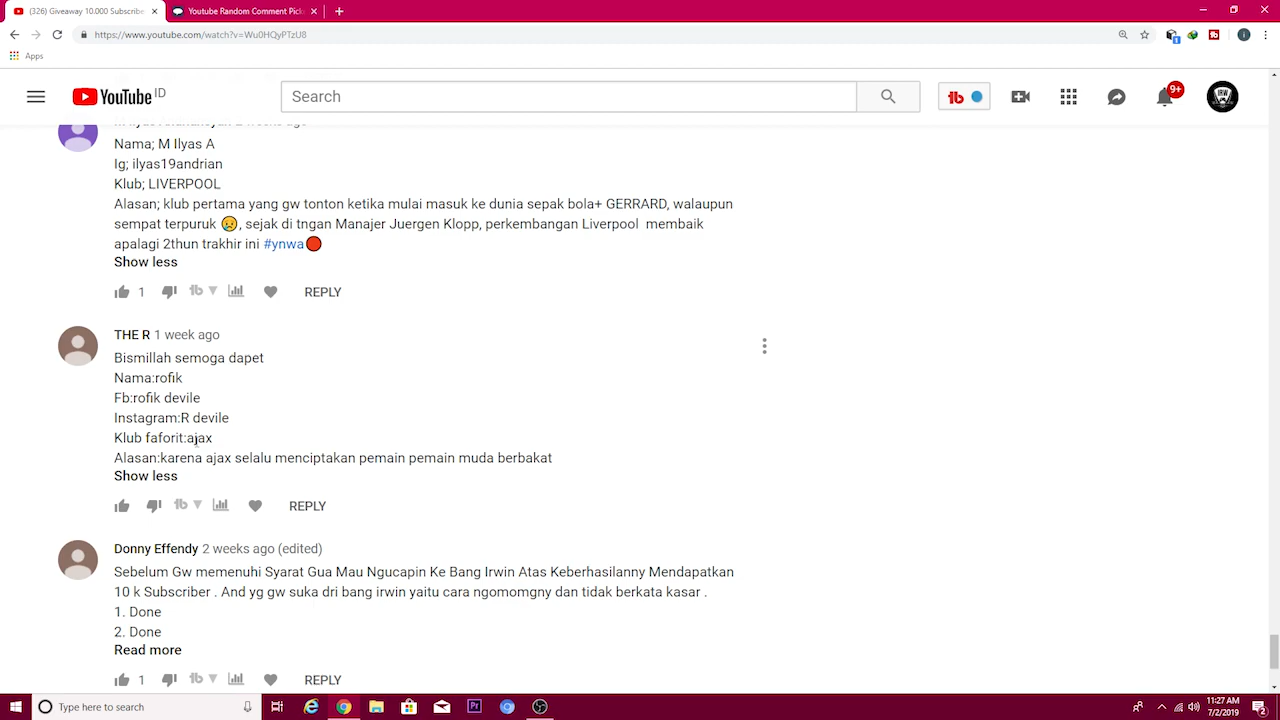 (326) Giveaway 10.000 Subscribe
Youtube Random Comment Pick
https://www.youtube.com/watch?v=Wu0HQyPTzU8
Apps
YouTube ID
Search
9+
Nama; M Ilyas A
Ig; ilyas19andrian
Klub; LIVERPOOL
Alasan; klub pertama yang gw tonton ketika mulai masuk ke dunia sepak bola+ GERRARD, walaupun
sempat terpuruk 😥, sejak di tngan Manajer Juergen Klopp, perkembangan Liverpool membaik
apalagi 2thun trakhir ini #ynwa🔴
Show less
1
REPLY
THE R 1 week ago
Bismillah semoga dapet
Nama:rofik
Fb:rofik devile
Instagram:R devile
Klub faforit:ajax
Alasan:karena ajax selalu menciptakan pemain pemain muda berbakat
Show less
REPLY
Donny Effendy 2 weeks ago (edited)
Sebelum Gw memenuhi Syarat Gua Mau Ngucapin Ke Bang Irwin Atas Keberhasilanny Mendapatkan
10 k Subscriber . And yg gw suka dri bang irwin yaitu cara ngomomgny dan tidak berkata kasar .
1. Done
2. Done
Read more
1
REPLY
Type here to search
Pr
11:27 AM
7/2/2019
2